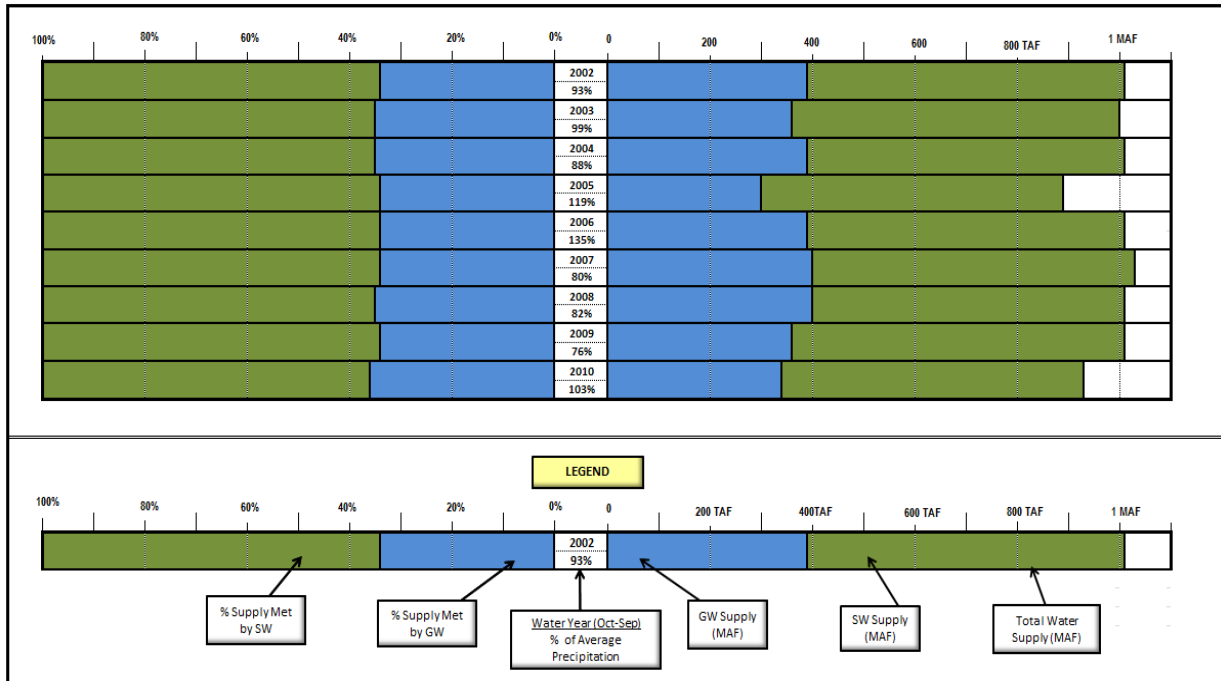 100% 80% 60% 40% 20% 0% 0 200 400 600 800 TAF 1 MAF
2002
93%
2003
99%
2004
88%
2005
119%
2006
135%
2007
80%
2008
82%
2009
76%
2010
103%
LEGEND
100% 80% 60% 40% 20% 0% 0 200 TAF 400TAF 600 TAF 800 TAF 1 MAF
2002
93%
% Supply Met
by SW
% Supply Met
by GW
Water Year (Oct-Sep)
% of Average
Precipitation
GW Supply
(MAF)
SW Supply
(MAF)
Total Water
Supply (MAF)